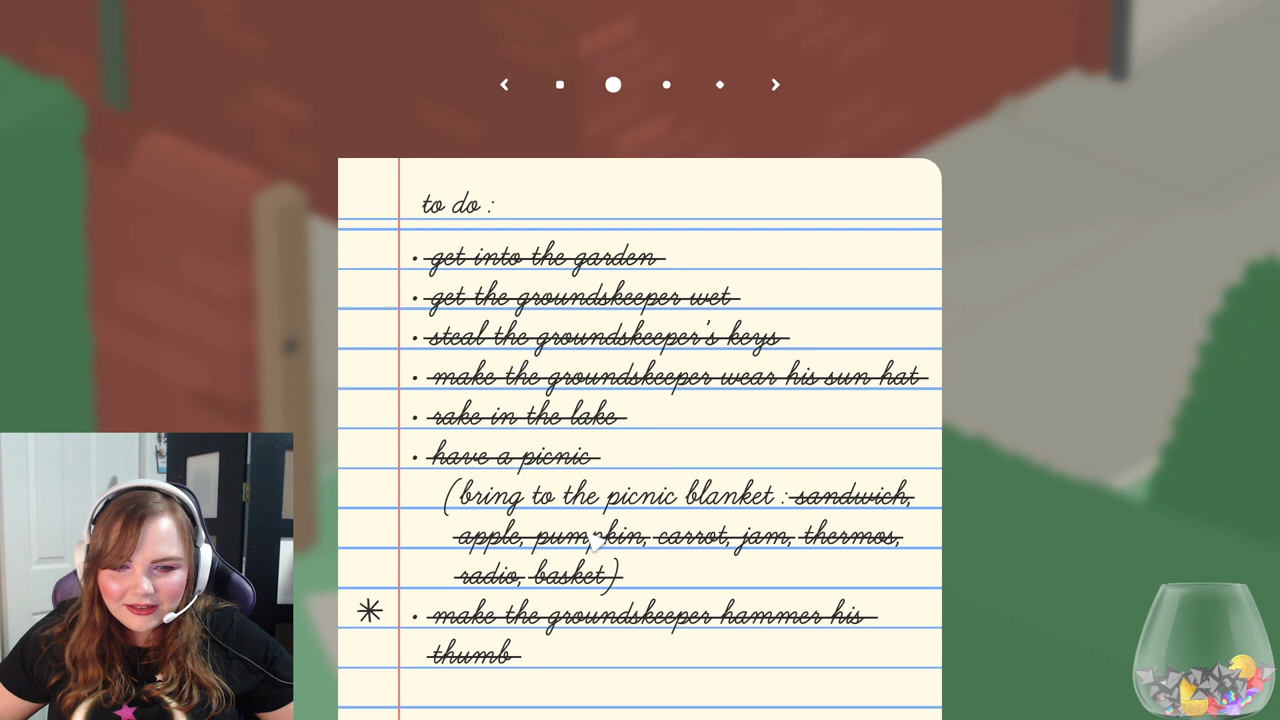 to do :
• get into the garden
• get the groundskeeper wet
• steal the groundskeeper's keys
• make the groundskeeper wear his sun hat
• rake in the lake
• have a picnic
(bring to the picnic blanket : sandwich,
apple, pumpkin, carrot, jam, thermos,
radio, basket)
• make the groundskeeper hammer his
thumb